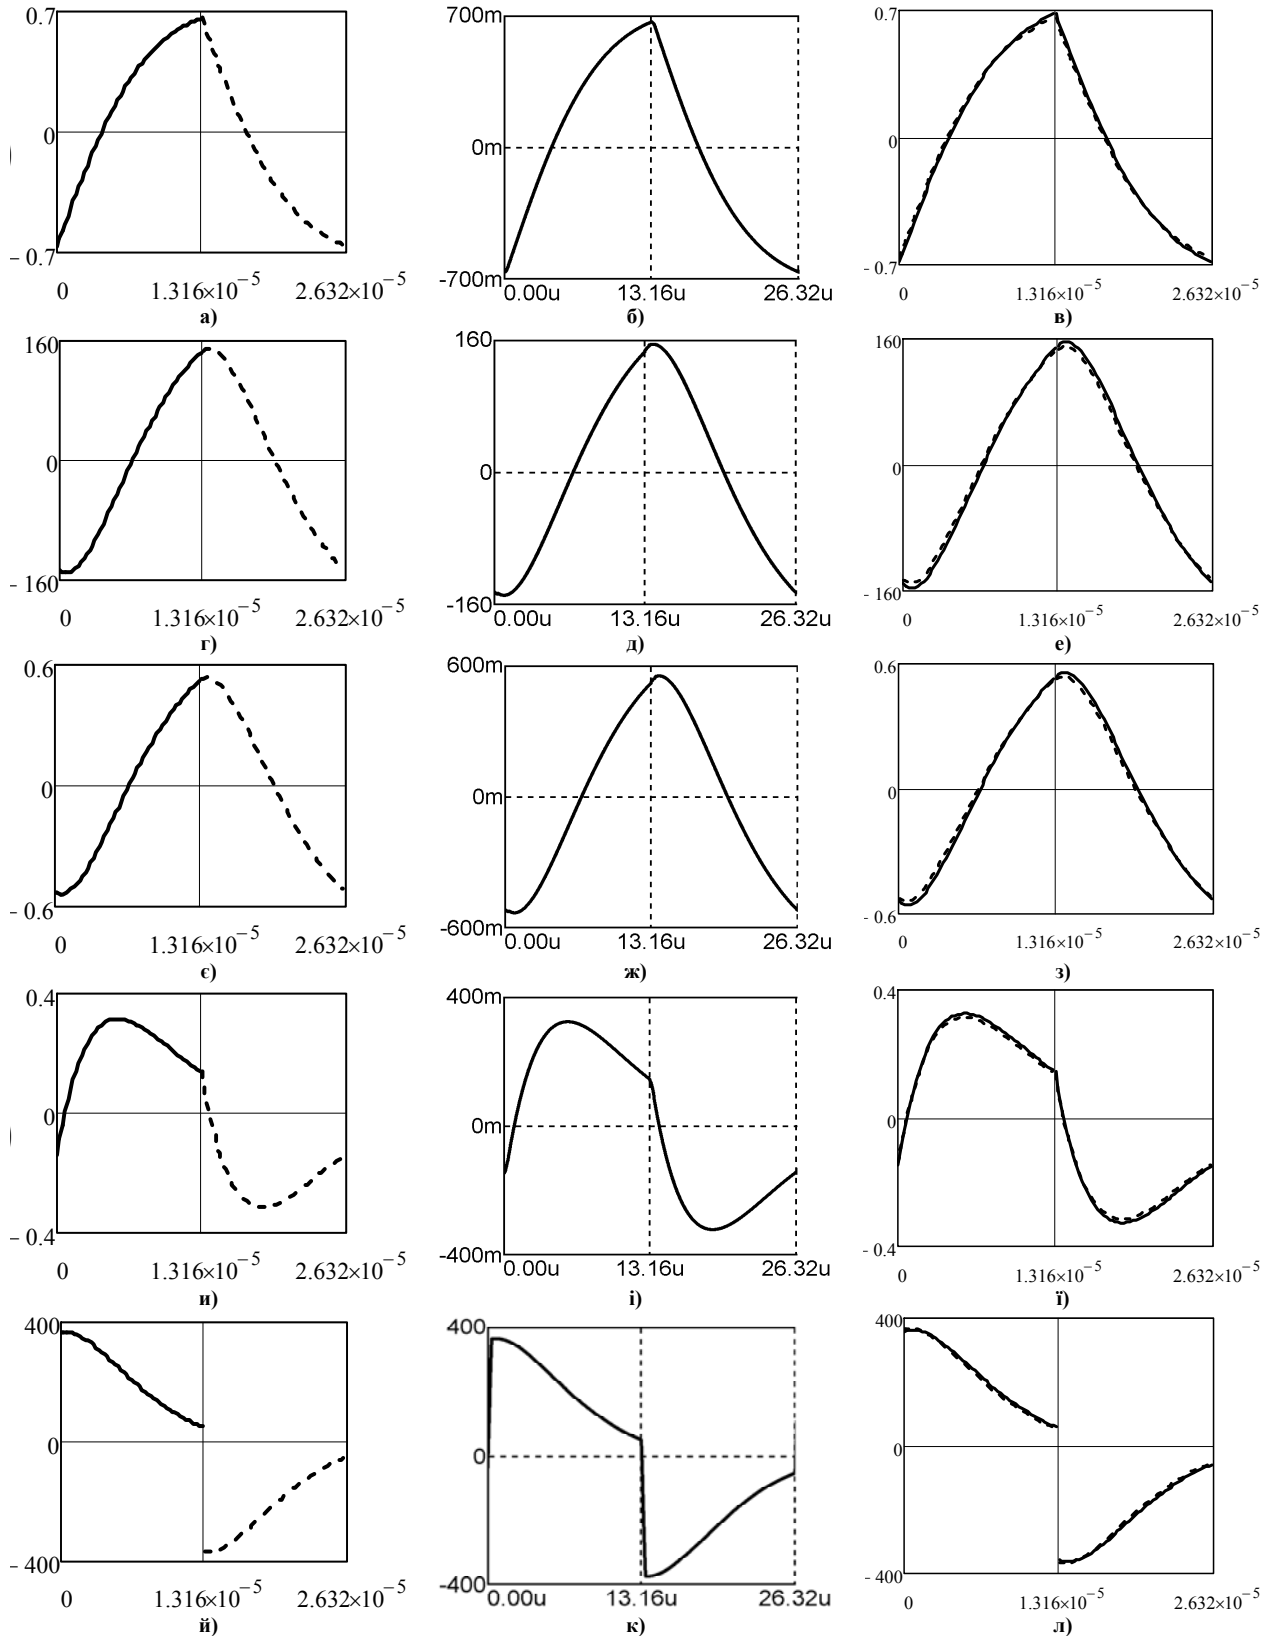 0.7
0
– 0.7
0 1.316×10⁻⁵ 2.632×10⁻⁵
а)
700m
0m
-700m
0.00u 13.16u 26.32u
б)
0.7
0
- 0.7
0 1.316×10⁻⁵ 2.632×10⁻⁵
в)
160
0
– 160
0 1.316×10⁻⁵ 2.632×10⁻⁵
г)
160
0
-160
0.00u 13.16u 26.32u
д)
160
0
- 160
0 1.316×10⁻⁵ 2.632×10⁻⁵
е)
0.6
0
– 0.6
0 1.316×10⁻⁵ 2.632×10⁻⁵
є)
600m
0m
-600m
0.00u 13.16u 26.32u
ж)
0.6
0
- 0.6
0 1.316×10⁻⁵ 2.632×10⁻⁵
з)
0.4
0
– 0.4
0 1.316×10⁻⁵ 2.632×10⁻⁵
и)
400m
0m
-400m
0.00u 13.16u 26.32u
і)
0.4
0
- 0.4
0 1.316×10⁻⁵ 2.632×10⁻⁵
ї)
400
0
– 400
0 1.316×10⁻⁵ 2.632×10⁻⁵
й)
400
0
-400
0.00u 13.16u 26.32u
к)
400
0
- 400
0 1.316×10⁻⁵ 2.632×10⁻⁵
л)